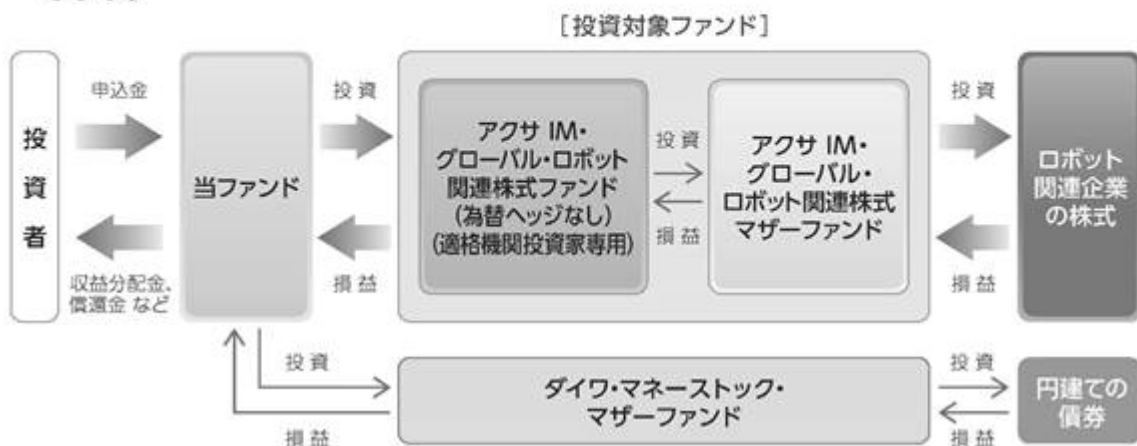 [投資対象ファンド]
投資者
申込金
収益分配金、
償還金 など
当ファンド
投資
損益
アクサ IM・
グローバル・ロボット
関連株式ファンド
(為替ヘッジなし)
(適格機関投資家専用)
投資
損益
アクサ IM・
グローバル・
ロボット関連株式
マザーファンド
投資
損益
ロボット
関連企業
の株式
投資
損益
ダイワ・マネーストック・
マザーファンド
投資
損益
円建ての
債券